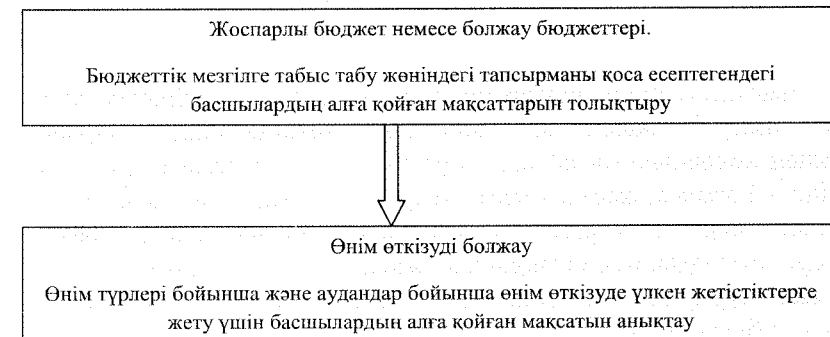 Жоспарлы бюджет немесе болжау бюджеттері.
Бюджеттік мезгілге табыс табу жөніндегі тапсырманы қоса есептегендегі
басшылардың алға қойған мақсаттарын толықтыру
Өнім өткізуді болжау
Өнім түрлері бойынша және аудандар бойынша өнім өткізуде үлкен жетістіктерге
жету үшін басшылардың алға қойған мақсатын анықтау